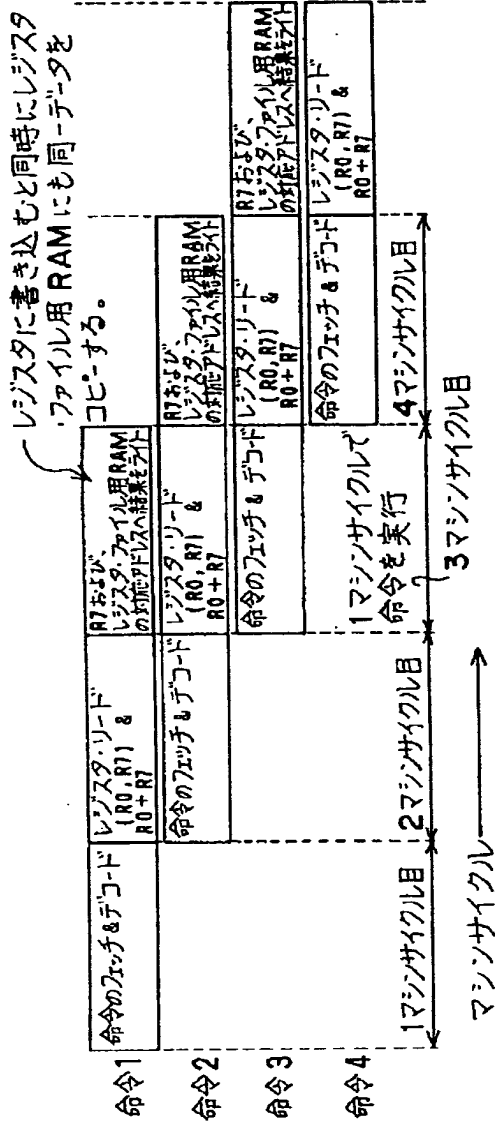 レジスタに書き込むと同時にレジスタ
・ファイル用RAMにも同一データを
コピーする。
命令1
命令のフェッチ&デコード
レジスタ・リード
(R0,R7) &
R0+R7
R7および、
レジスタ・ファイル用RAM
の対応アドレスへ結果をライト
命令2
命令のフェッチ&デコード
レジスタ・リード
(R0,R7) &
R0+R7
R7および、
レジスタ・ファイル用RAM
の対応アドレスへ結果をライト
命令3
命令のフェッチ&デコード
レジスタ・リード
(R0,R7) &
R0+R7
R7および、
レジスタ・ファイル用RAM
の対応アドレスへ結果をライト
命令4
命令のフェッチ&デコード
レジスタ・リード
(R0,R7) &
R0+R7
1マシンサイクルで
命令を実行
1マシンサイクル目
2マシンサイクル目
3マシンサイクル目
4マシンサイクル目
マシンサイクル